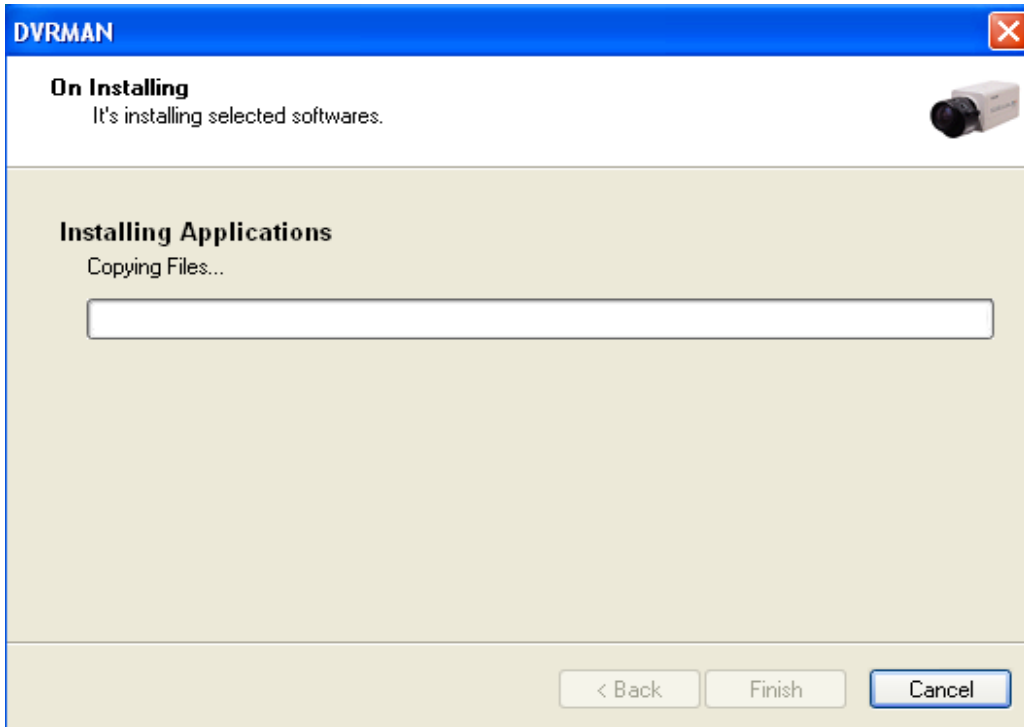 DVRMAN
On Installing
It's installing selected softwares.
Installing Applications
Copying Files...
< Back
Finish
Cancel